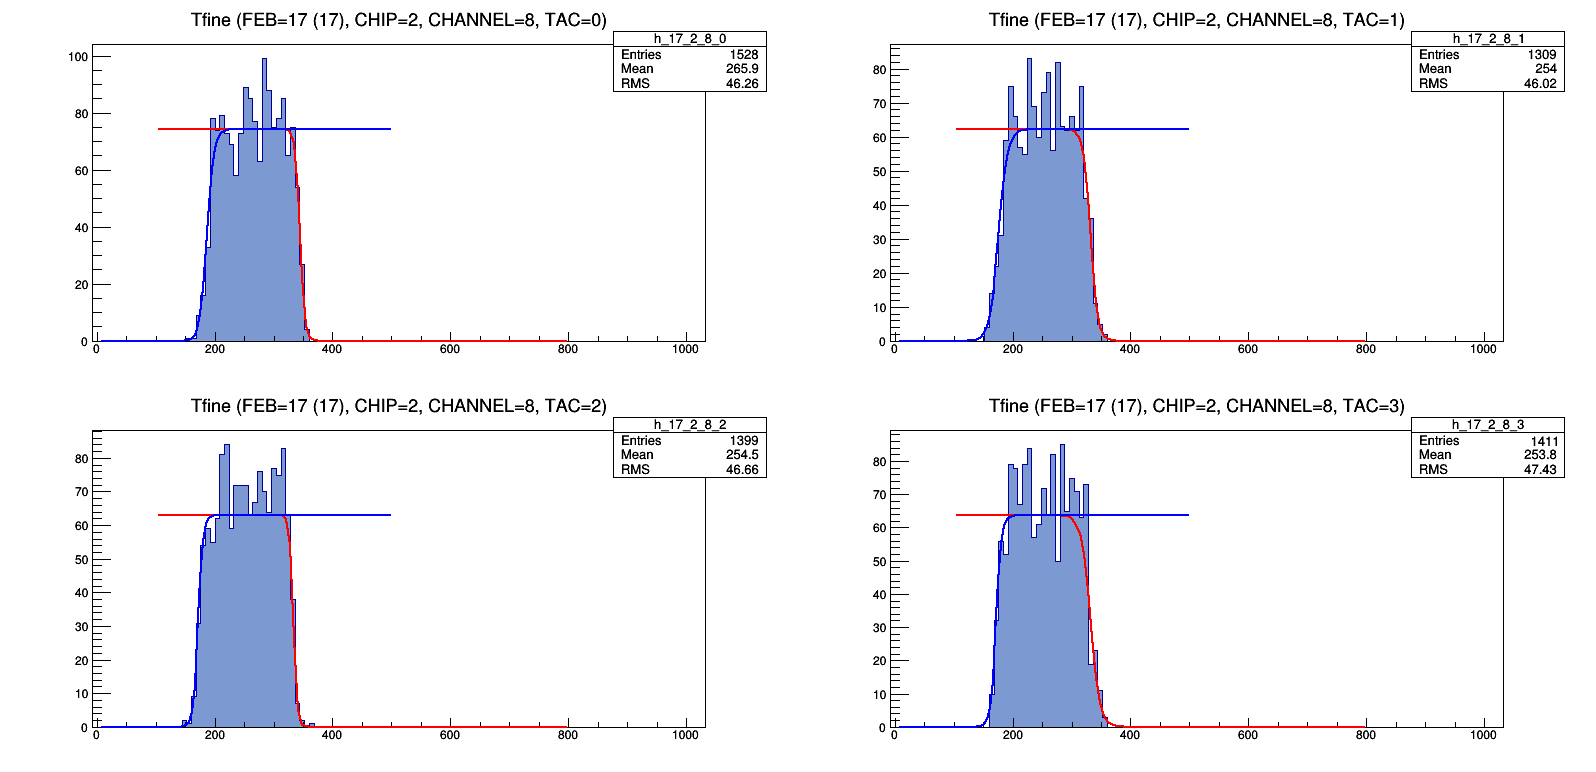 Tfine (FEB=17 (17), CHIP=2, CHANNEL=8, TAC=0)
h_17_2_8_0
Entries 1528
Mean 265.9
RMS 46.26
100
80
60
40
20
0
0 200 400 600 800 1000
Tfine (FEB=17 (17), CHIP=2, CHANNEL=8, TAC=1)
h_17_2_8_1
Entries 1309
Mean 254
RMS 46.02
80
70
60
50
40
30
20
10
0
0 200 400 600 800 1000
Tfine (FEB=17 (17), CHIP=2, CHANNEL=8, TAC=2)
h_17_2_8_2
Entries 1399
Mean 254.5
RMS 46.66
80
70
60
50
40
30
20
10
0
0 200 400 600 800 1000
Tfine (FEB=17 (17), CHIP=2, CHANNEL=8, TAC=3)
h_17_2_8_3
Entries 1411
Mean 253.8
RMS 47.43
80
70
60
50
40
30
20
10
0
0 200 400 600 800 1000